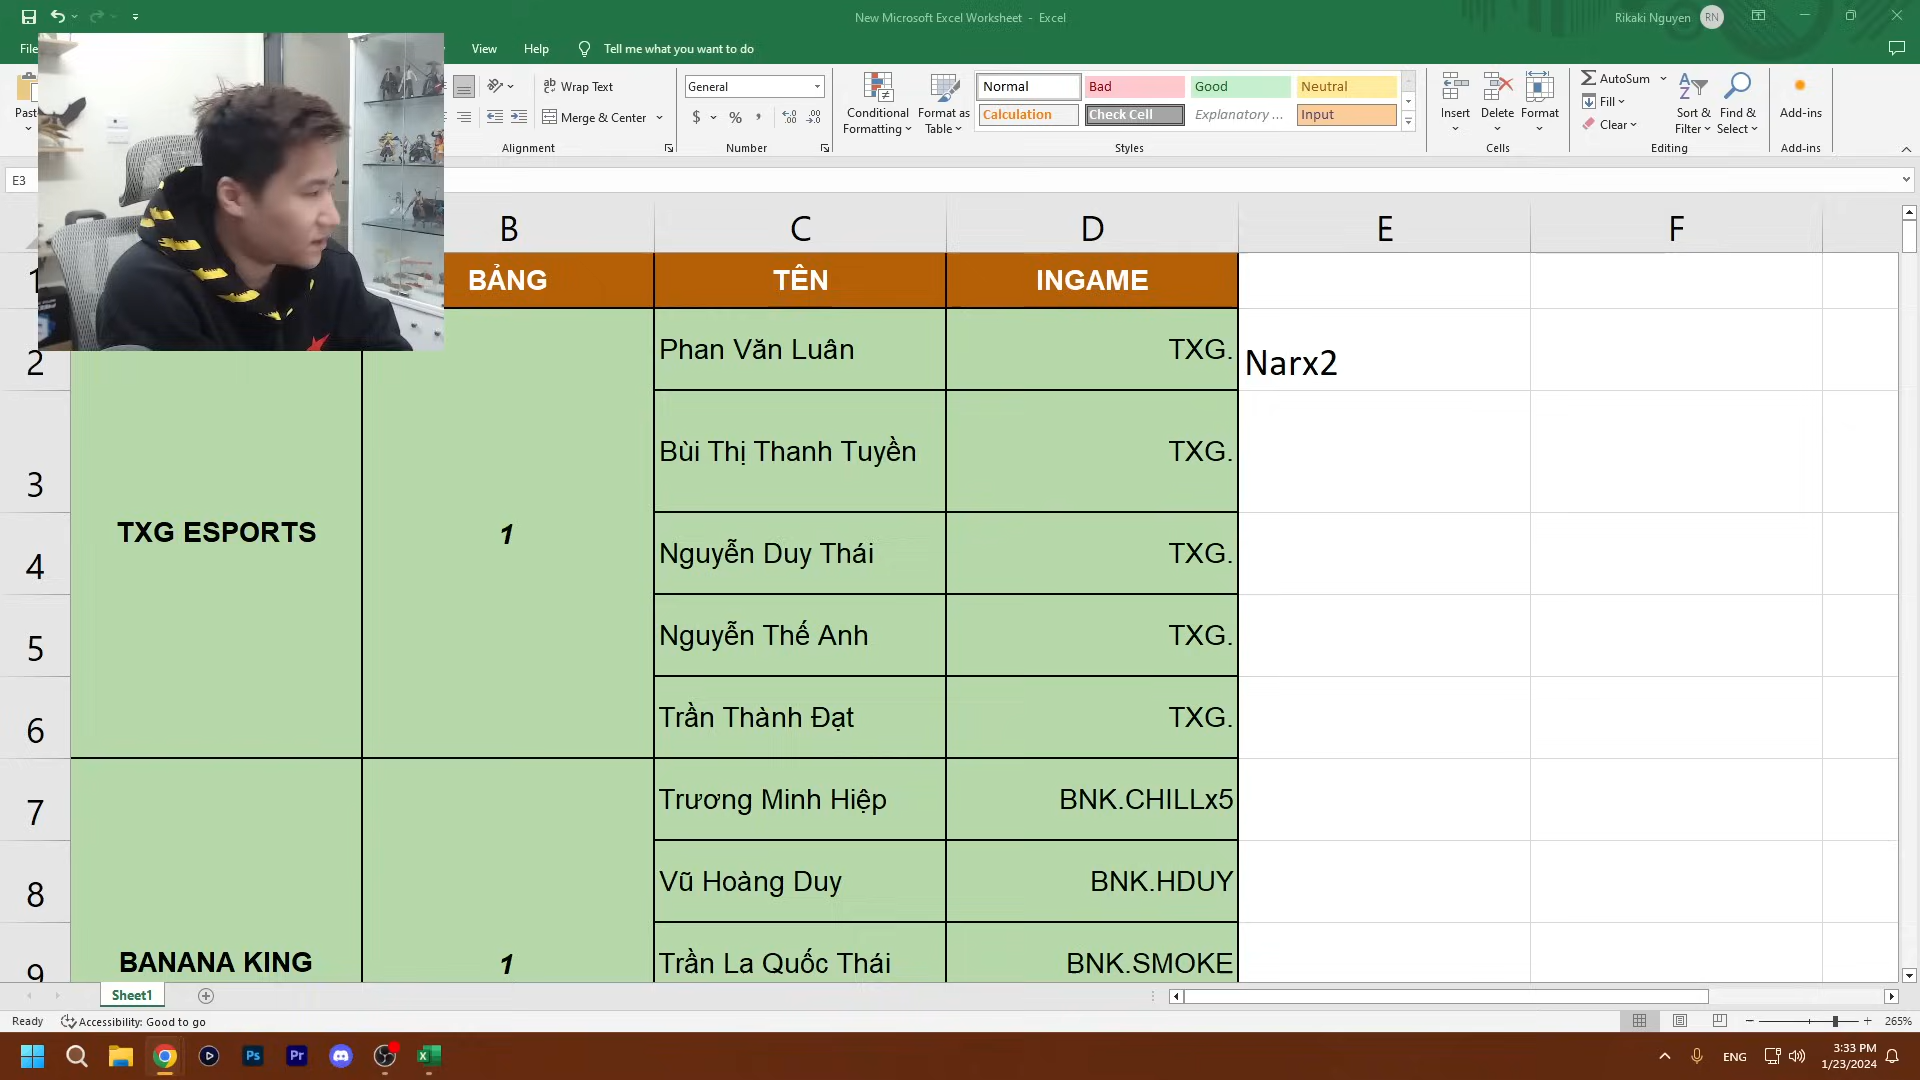 New Microsoft Excel Worksheet - Excel
Rikaki Nguyen
RN
File
View
Help
Tell me what you want to do
Paste
Wrap Text
Merge & Center
Alignment
General
$ %
Number
Conditional Formatting
Format as Table
Normal
Bad
Good
Neutral
Calculation
Check Cell
Explanatory ...
Input
Styles
Insert
Delete
Format
Cells
AutoSum
Fill
Clear
Sort & Filter
Find & Select
Editing
Add-ins
Add-ins
E3
B
C
D
E
F
1
BẢNG
TÊN
INGAME
2
Phan Văn Luân
TXG.
Narx2
3
Bùi Thị Thanh Tuyền
TXG.
TXG ESPORTS
1
4
Nguyễn Duy Thái
TXG.
5
Nguyễn Thế Anh
TXG.
6
Trần Thành Đạt
TXG.
7
Trương Minh Hiệp
BNK.CHILLx5
8
Vũ Hoàng Duy
BNK.HDUY
9
BANANA KING
1
Trần La Quốc Thái
BNK.SMOKE
Sheet1
Ready
Accessibility: Good to go
265%
Ps
Pr
ENG
3:33 PM
1/23/2024